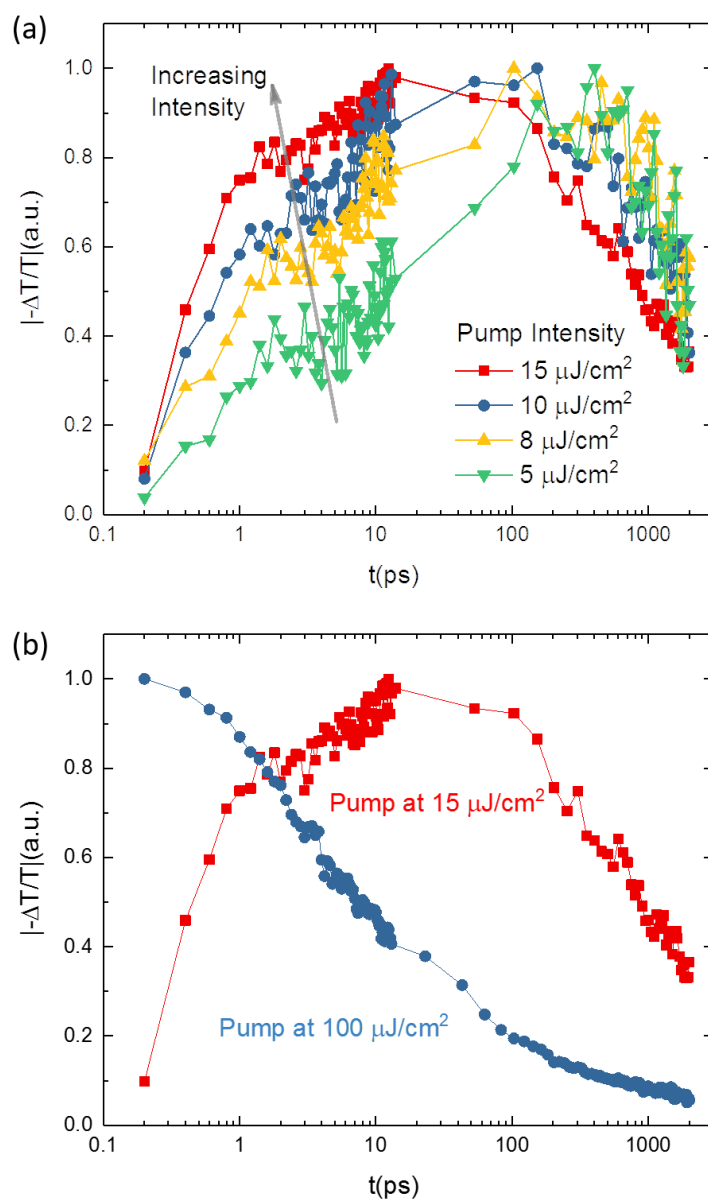 (a)
|-ΔT/T|(a.u.)
1.0
0.8
0.6
0.4
0.2
0.0
Increasing
Intensity
Pump Intensity
15 μJ/cm²
10 μJ/cm²
8 μJ/cm²
5 μJ/cm²
0.1 1 10 100 1000
t(ps)
(b)
|-ΔT/T|(a.u.)
1.0
0.8
0.6
0.4
0.2
0.0
Pump at 15 μJ/cm²
Pump at 100 μJ/cm²
0.1 1 10 100 1000
t(ps)